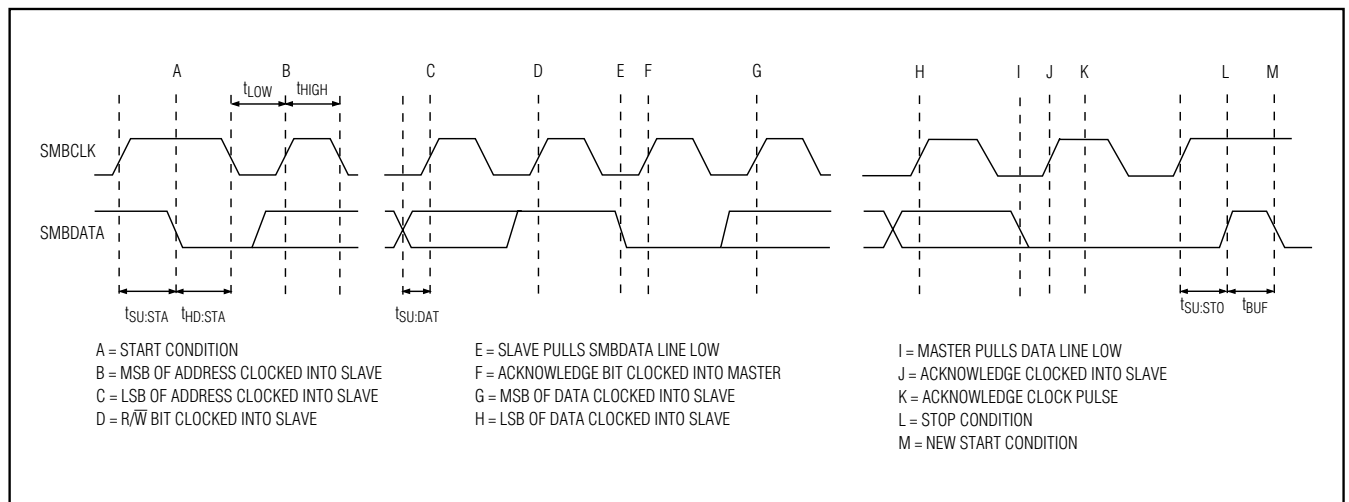 A B C D E F G H I J K L M
tLOW tHIGH
SMBCLK
SMBDATA
tSU:STA tHD:STA tSU:DAT tSU:STO tBUF
A = START CONDITION
B = MSB OF ADDRESS CLOCKED INTO SLAVE
C = LSB OF ADDRESS CLOCKED INTO SLAVE
D = R/W̅ BIT CLOCKED INTO SLAVE
E = SLAVE PULLS SMBDATA LINE LOW
F = ACKNOWLEDGE BIT CLOCKED INTO MASTER
G = MSB OF DATA CLOCKED INTO SLAVE
H = LSB OF DATA CLOCKED INTO SLAVE
I = MASTER PULLS DATA LINE LOW
J = ACKNOWLEDGE CLOCKED INTO SLAVE
K = ACKNOWLEDGE CLOCK PULSE
L = STOP CONDITION
M = NEW START CONDITION